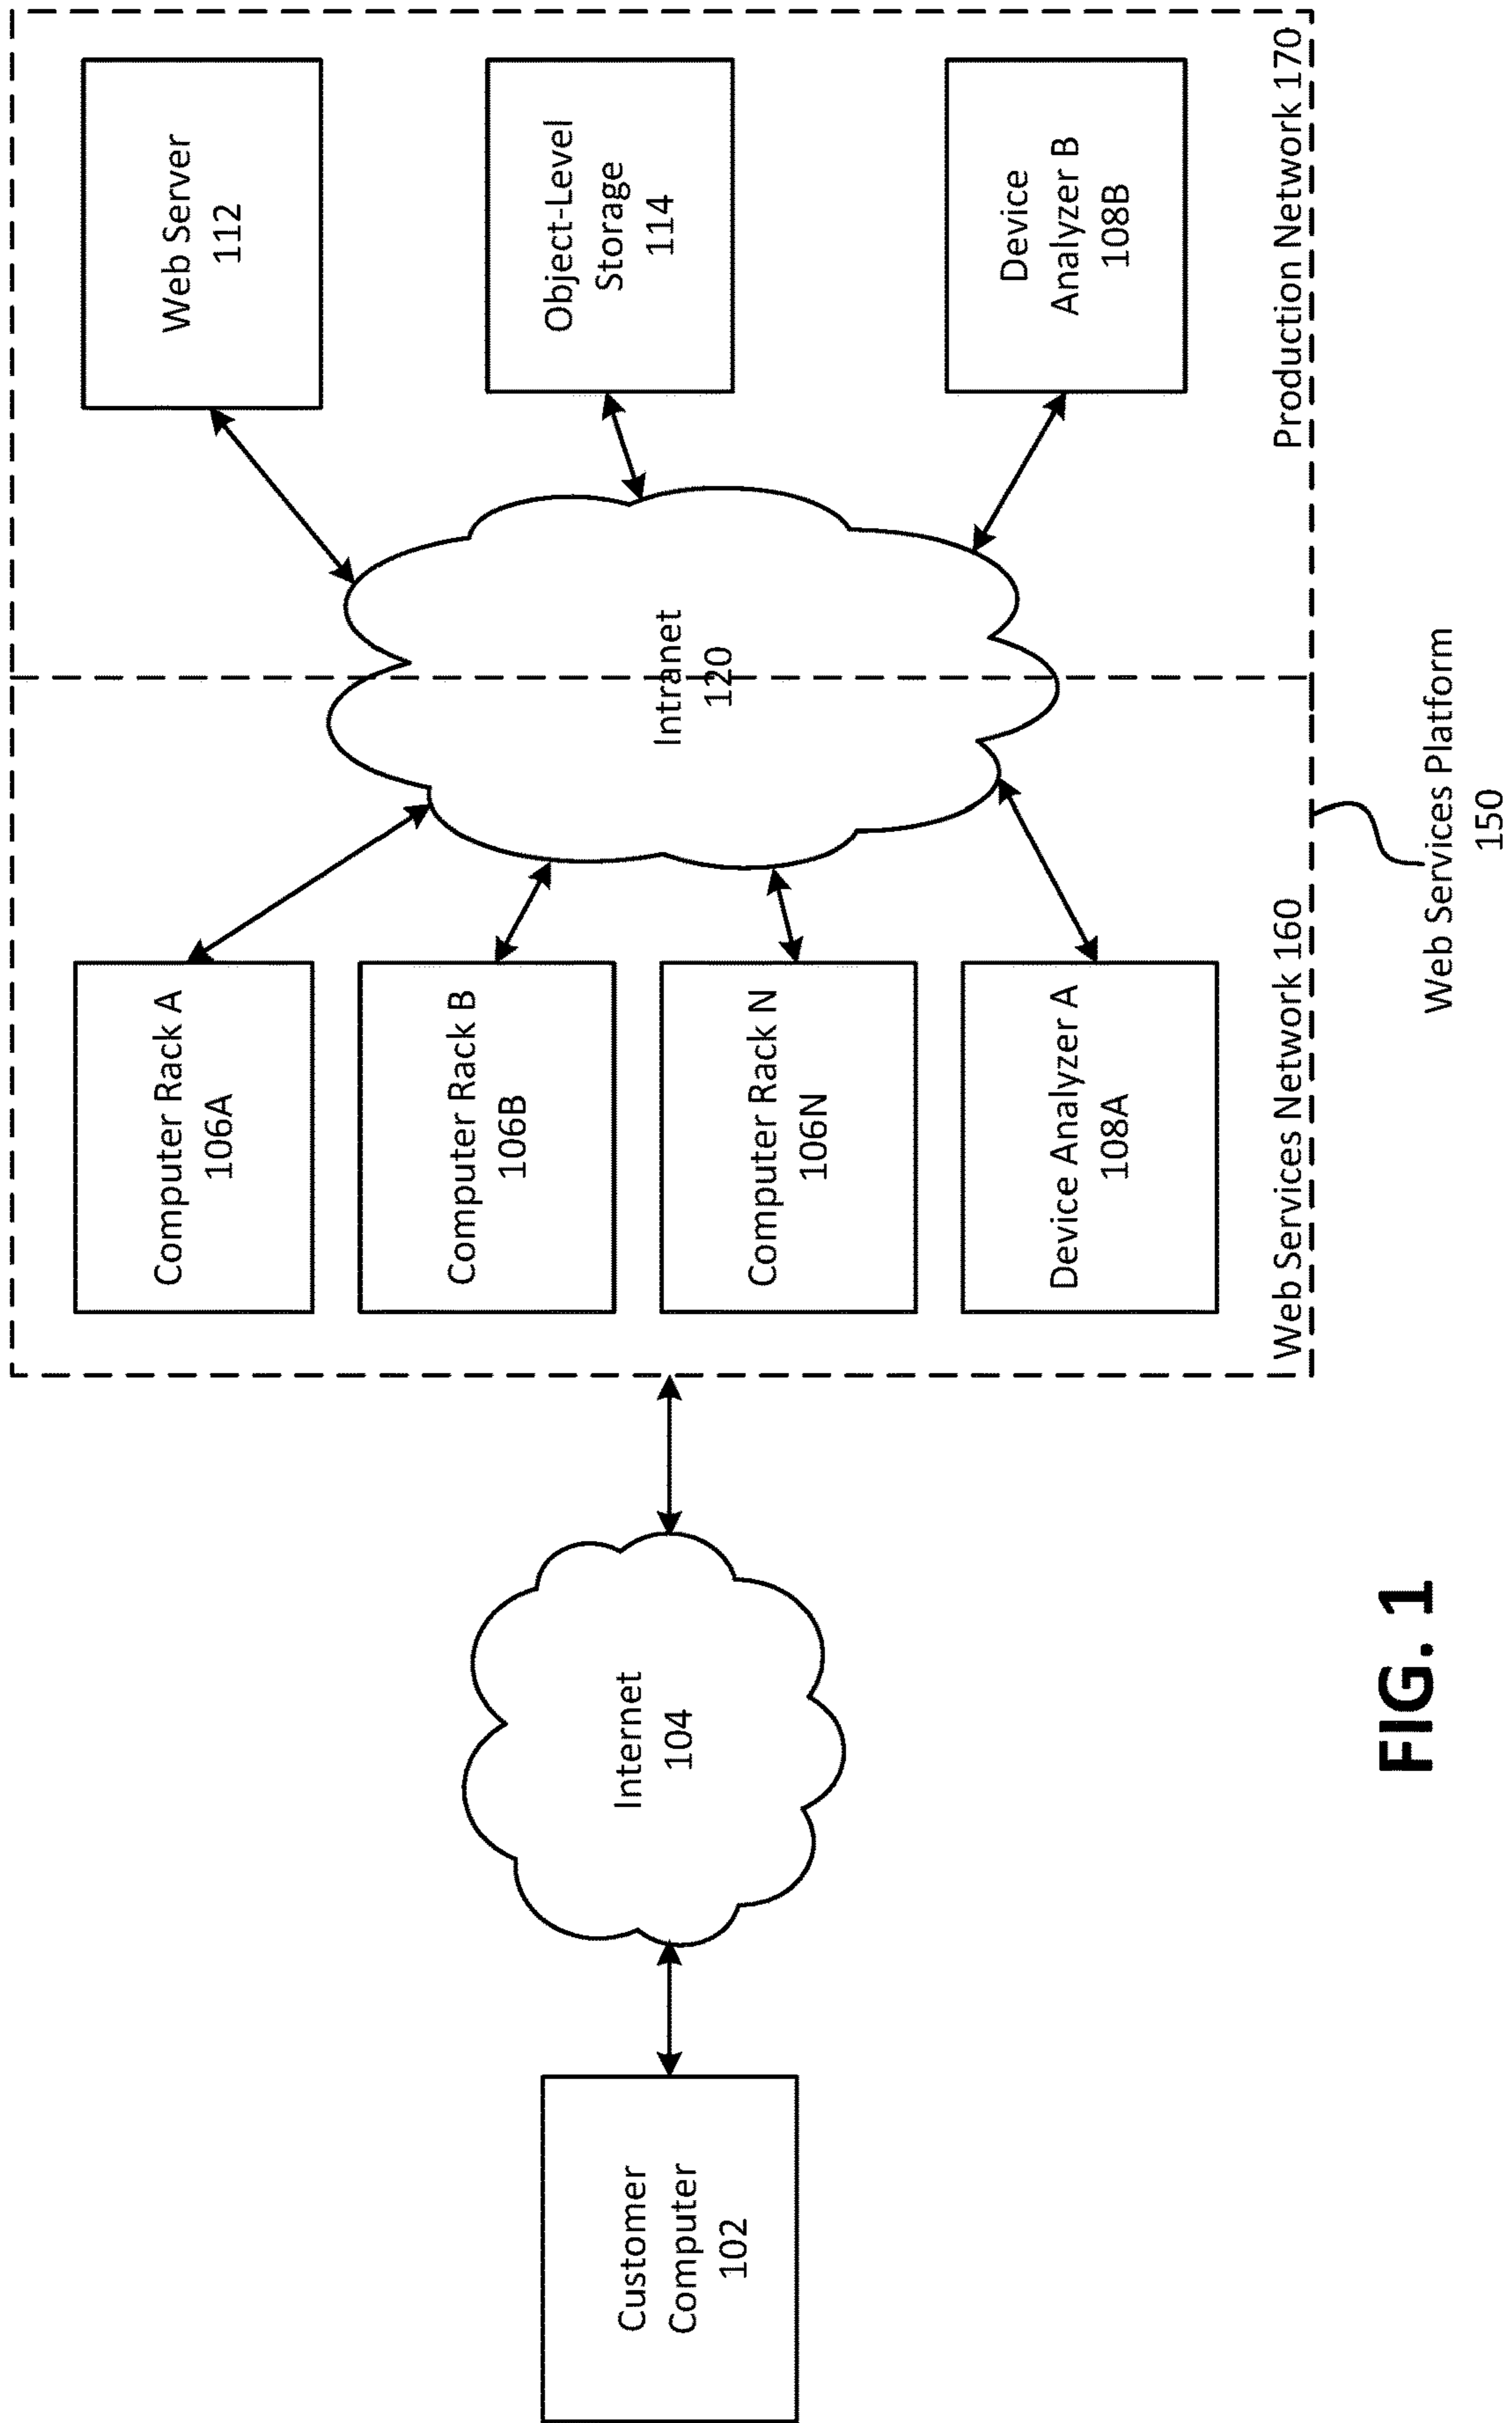 Customer
Computer
102
Internet
104
Computer Rack A
106A
Computer Rack B
106B
Computer Rack N
106N
Device Analyzer A
108A
Web Services Network 160
Intranet
120
Web Server
112
Object-Level
Storage
114
Device
Analyzer B
108B
Production Network 170
Web Services Platform
150
FIG. 1